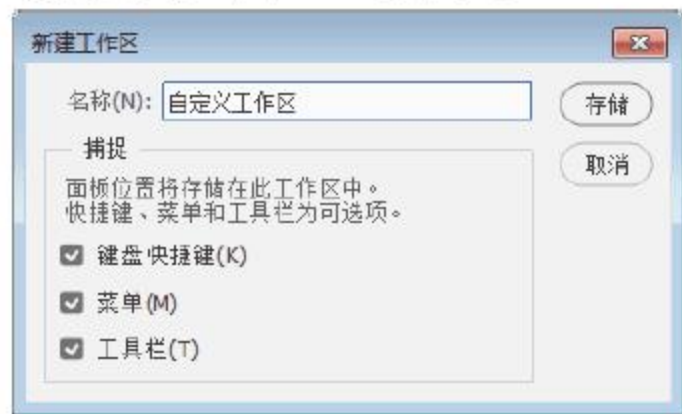 新建工作区
名称(N): 自定义工作区
存储
捕捉
取消
面板位置将存储在此工作区中。
快捷键、菜单和工具栏为可选项。
键盘快捷键(K)
菜单(M)
工具栏(T)